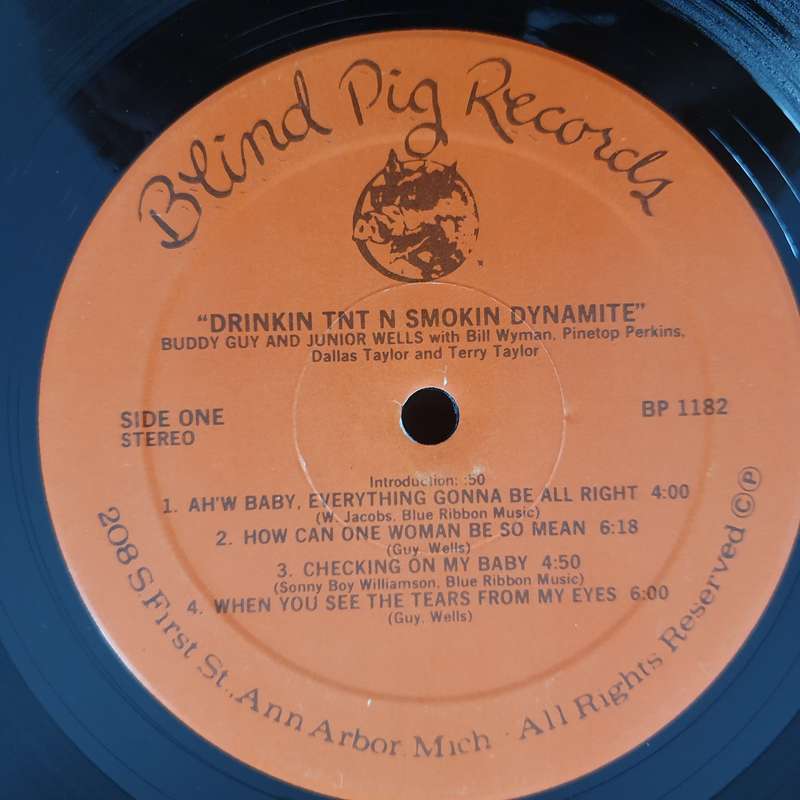 Blind Pig Records
"DRINKIN TNT N SMOKIN DYNAMITE"
BUDDY GUY AND JUNIOR WELLS with Bill Wyman, Pinetop Perkins,
Dallas Taylor and Terry Taylor
SIDE ONE
STEREO
BP 1182
Introduction: :50
1. AH'W BABY, EVERYTHING GONNA BE ALL RIGHT 4:00
(W. Jacobs, Blue Ribbon Music)
2. HOW CAN ONE WOMAN BE SO MEAN 6:18
(Guy, Wells)
3. CHECKING ON MY BABY 4:50
(Sonny Boy Williamson, Blue Ribbon Music)
4. WHEN YOU SEE THE TEARS FROM MY EYES 6:00
(Guy, Wells)
208 S. First St., Ann Arbor, Mich · All Rights Reserved © ℗